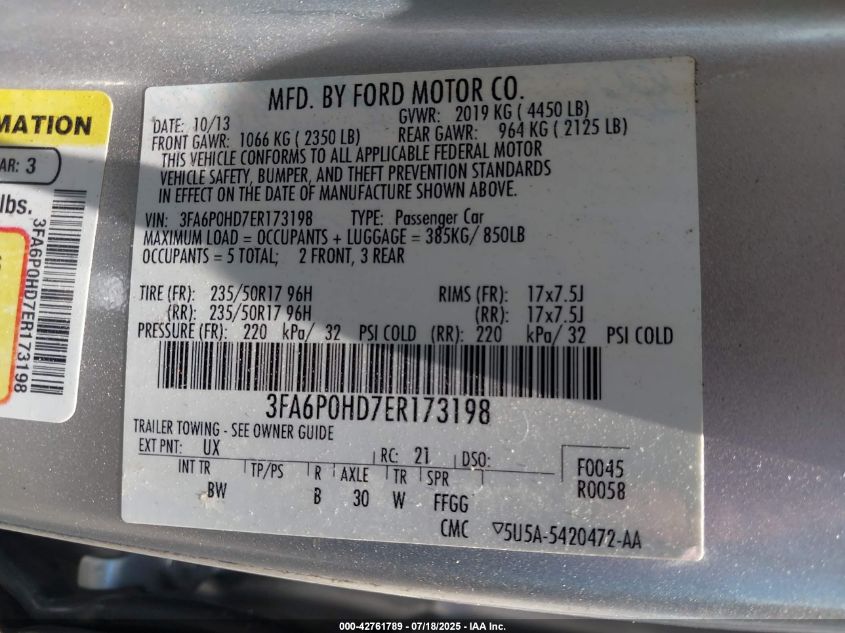 MATION
AR: 3
lbs.
3FA6P0HD7ER173198
MFD. BY FORD MOTOR CO.
DATE: 10/13 GVWR: 2019 KG ( 4450 LB)
FRONT GAWR: 1066 KG ( 2350 LB) REAR GAWR: 964 KG ( 2125 LB)
THIS VEHICLE CONFORMS TO ALL APPLICABLE FEDERAL MOTOR
VEHICLE SAFETY, BUMPER, AND THEFT PREVENTION STANDARDS
IN EFFECT ON THE DATE OF MANUFACTURE SHOWN ABOVE.
VIN: 3FA6P0HD7ER173198 TYPE: Passenger Car
MAXIMUM LOAD = OCCUPANTS + LUGGAGE = 385KG/ 850LB
OCCUPANTS = 5 TOTAL; 2 FRONT, 3 REAR
TIRE (FR): 235/50R17 96H RIMS (FR): 17x7.5J
(RR): 235/50R17 96H (RR): 17x7.5J
PRESSURE (FR): 220 kPa/ 32 PSI COLD (RR): 220 kPa/ 32 PSI COLD
3FA6P0HD7ER173198
TRAILER TOWING - SEE OWNER GUIDE
EXT PNT: UX RC: 21 DSO: F0045
INT TR TP/PS R AXLE TR SPR R0058
BW B 30 W FFGG
CMC ▽5U5A-5420472-AA
000-42761789 - 07/18/2025 - IAA Inc.